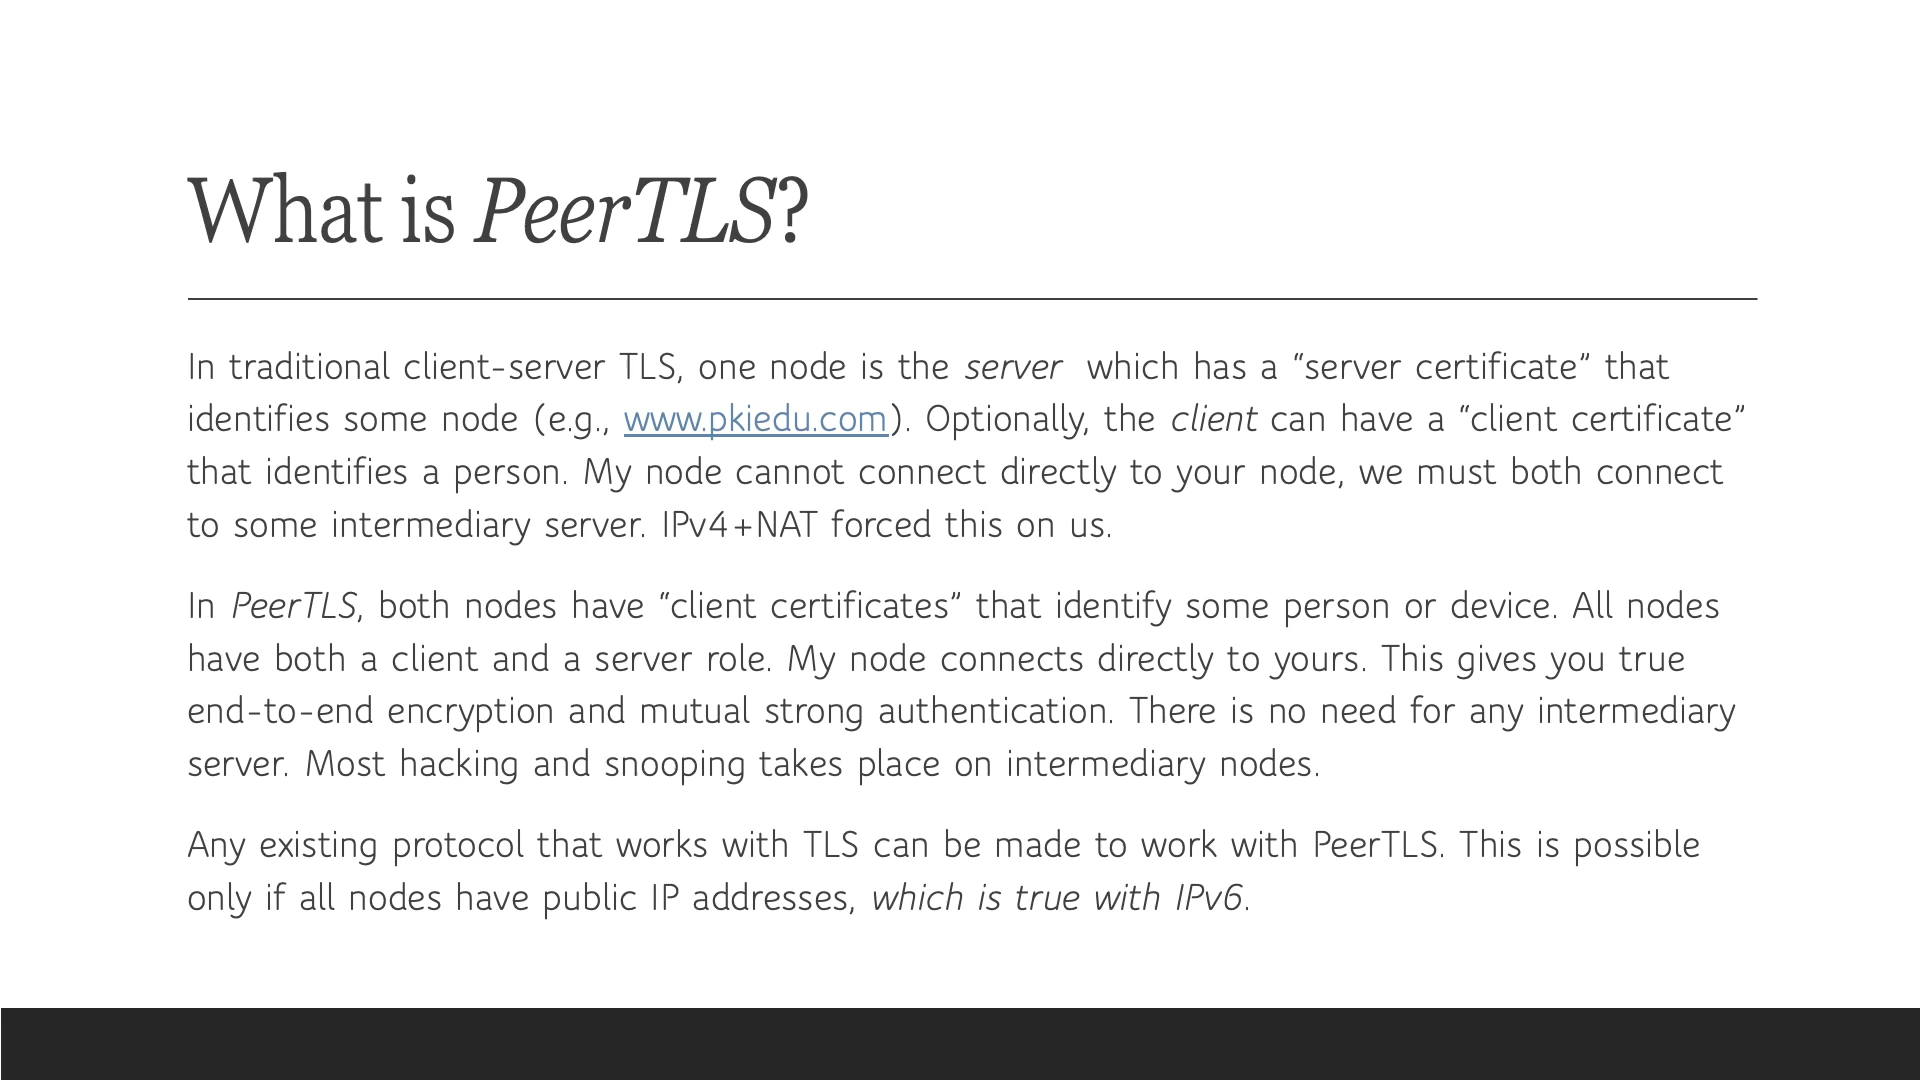 What is PeerTLS?
In traditional client-server TLS, one node is the server which has a “server certificate” that
identifies some node (e.g., www.pkiedu.com). Optionally, the client can have a “client certificate”
that identifies a person. My node cannot connect directly to your node, we must both connect
to some intermediary server. IPv4+NAT forced this on us.
In PeerTLS, both nodes have “client certificates” that identify some person or device. All nodes
have both a client and a server role. My node connects directly to yours. This gives you true
end-to-end encryption and mutual strong authentication. There is no need for any intermediary
server. Most hacking and snooping takes place on intermediary nodes.
Any existing protocol that works with TLS can be made to work with PeerTLS. This is possible
only if all nodes have public IP addresses, which is true with IPv6.